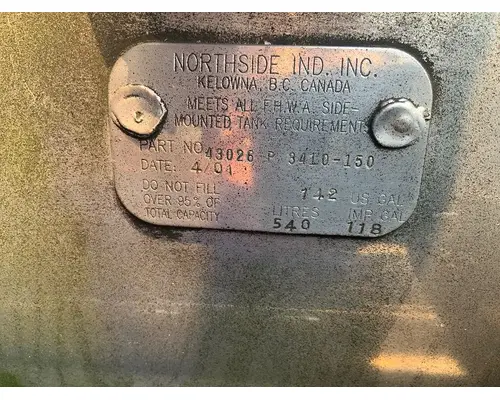 NORTHSIDE IND. INC.
KELOWNA, B.C. CANADA
MEETS ALL F.H.W.A. SIDE-
MOUNTED TANK REQUIREMENTS
PART NO 43026-P 34L0-150
DATE: 4/01
DO NOT FILL 142 US GAL
OVER 95% OF LITRES IMP GAL
TOTAL CAPACITY 540 118